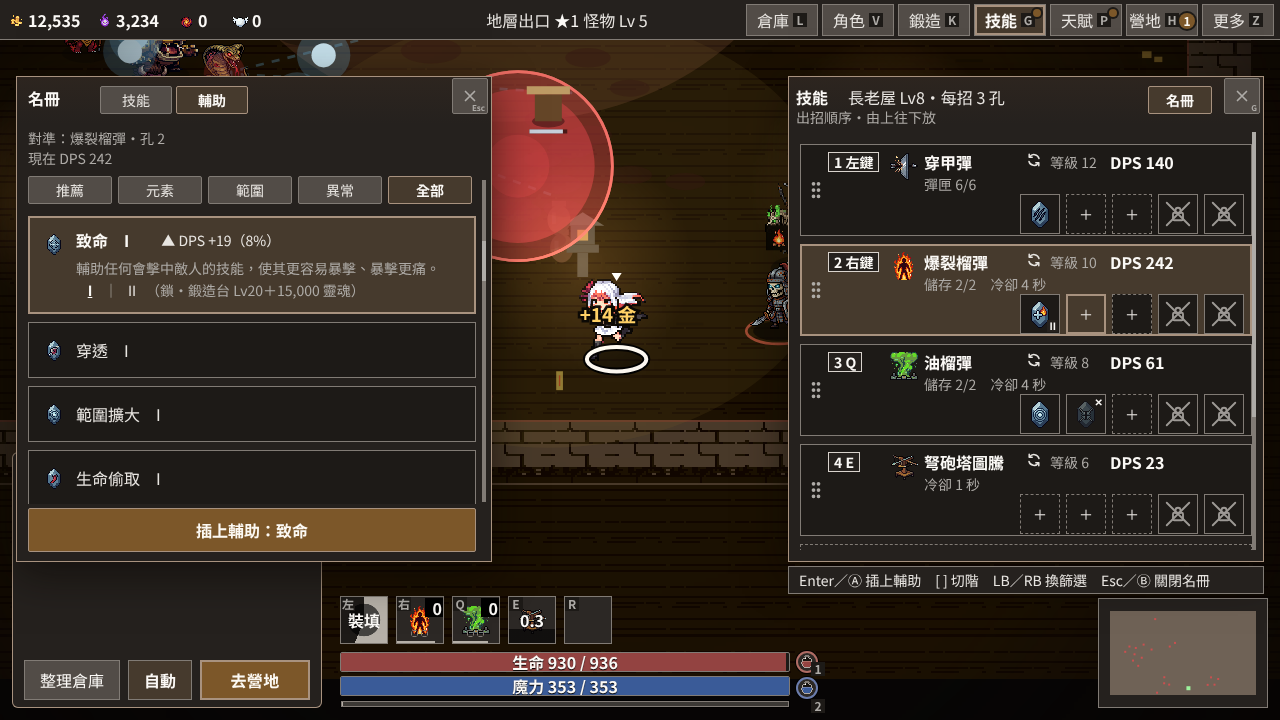 12,535 3,234 0 0
地層出口 ★1 怪物 Lv 5
倉庫 L 角色 V 鍛造 K 技能 G 天賦 P 營地 H 1 更多 Z
名冊 技能 輔助 Esc
對準：爆裂榴彈・孔 2
現在 DPS 242
推薦 元素 範圍 異常 全部
致命 I ▲ DPS +19（8%）
輔助任何會擊中敵人的技能，使其更容易暴擊、暴擊更痛。
I | II （鎖・鍛造台 Lv20＋15,000 靈魂）
穿透 I
範圍擴大 I
生命偷取 I
插上輔助：致命
整理倉庫 自動 去營地
+14 金
技能 長老屋 Lv8・每招 3 孔 名冊 G
出招順序・由上往下放
1 左鍵 穿甲彈 等級 12 DPS 140
彈匣 6/6
2 右鍵 爆裂榴彈 等級 10 DPS 242
儲存 2/2 冷卻 4 秒
II
3 Q 油榴彈 等級 8 DPS 61
儲存 2/2 冷卻 4 秒
4 E 弩砲塔圖騰 等級 6 DPS 23
冷卻 1 秒
Enter／Ⓐ 插上輔助 [ ] 切階 LB／RB 換篩選 Esc／Ⓑ 關閉名冊
左 裝填 右 0 Q 0 E 0.3 R
生命 930 / 936 1
魔力 353 / 353 2